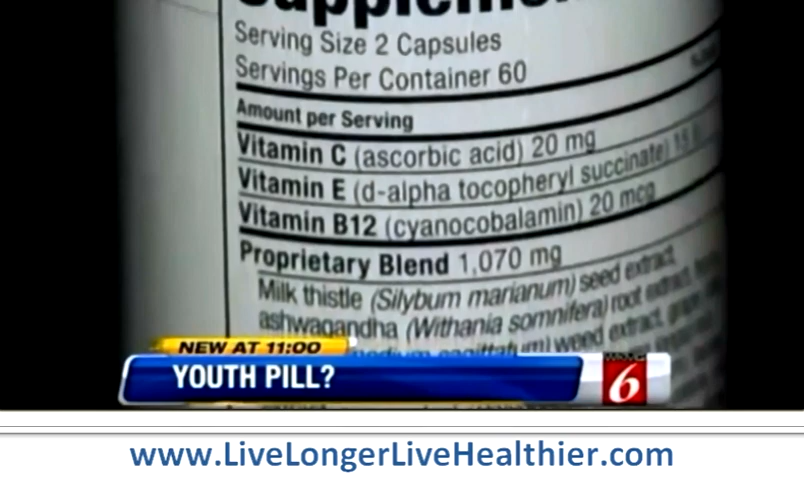 Supplement
Serving Size 2 Capsules
Servings Per Container 60
Amount per Serving
Vitamin C (ascorbic acid) 20 mg
Vitamin E (d-alpha tocopheryl succinate) 15
Vitamin B12 (cyanocobalamin) 20 mcg
Proprietary Blend 1,070 mg
Milk thistle (Silybum marianum) seed extract,
ashwagandha (Withania somnifera) root extract,
weed extract,
NEW AT 11:00
YOUTH PILL?
6
www.LiveLongerLiveHealthier.com